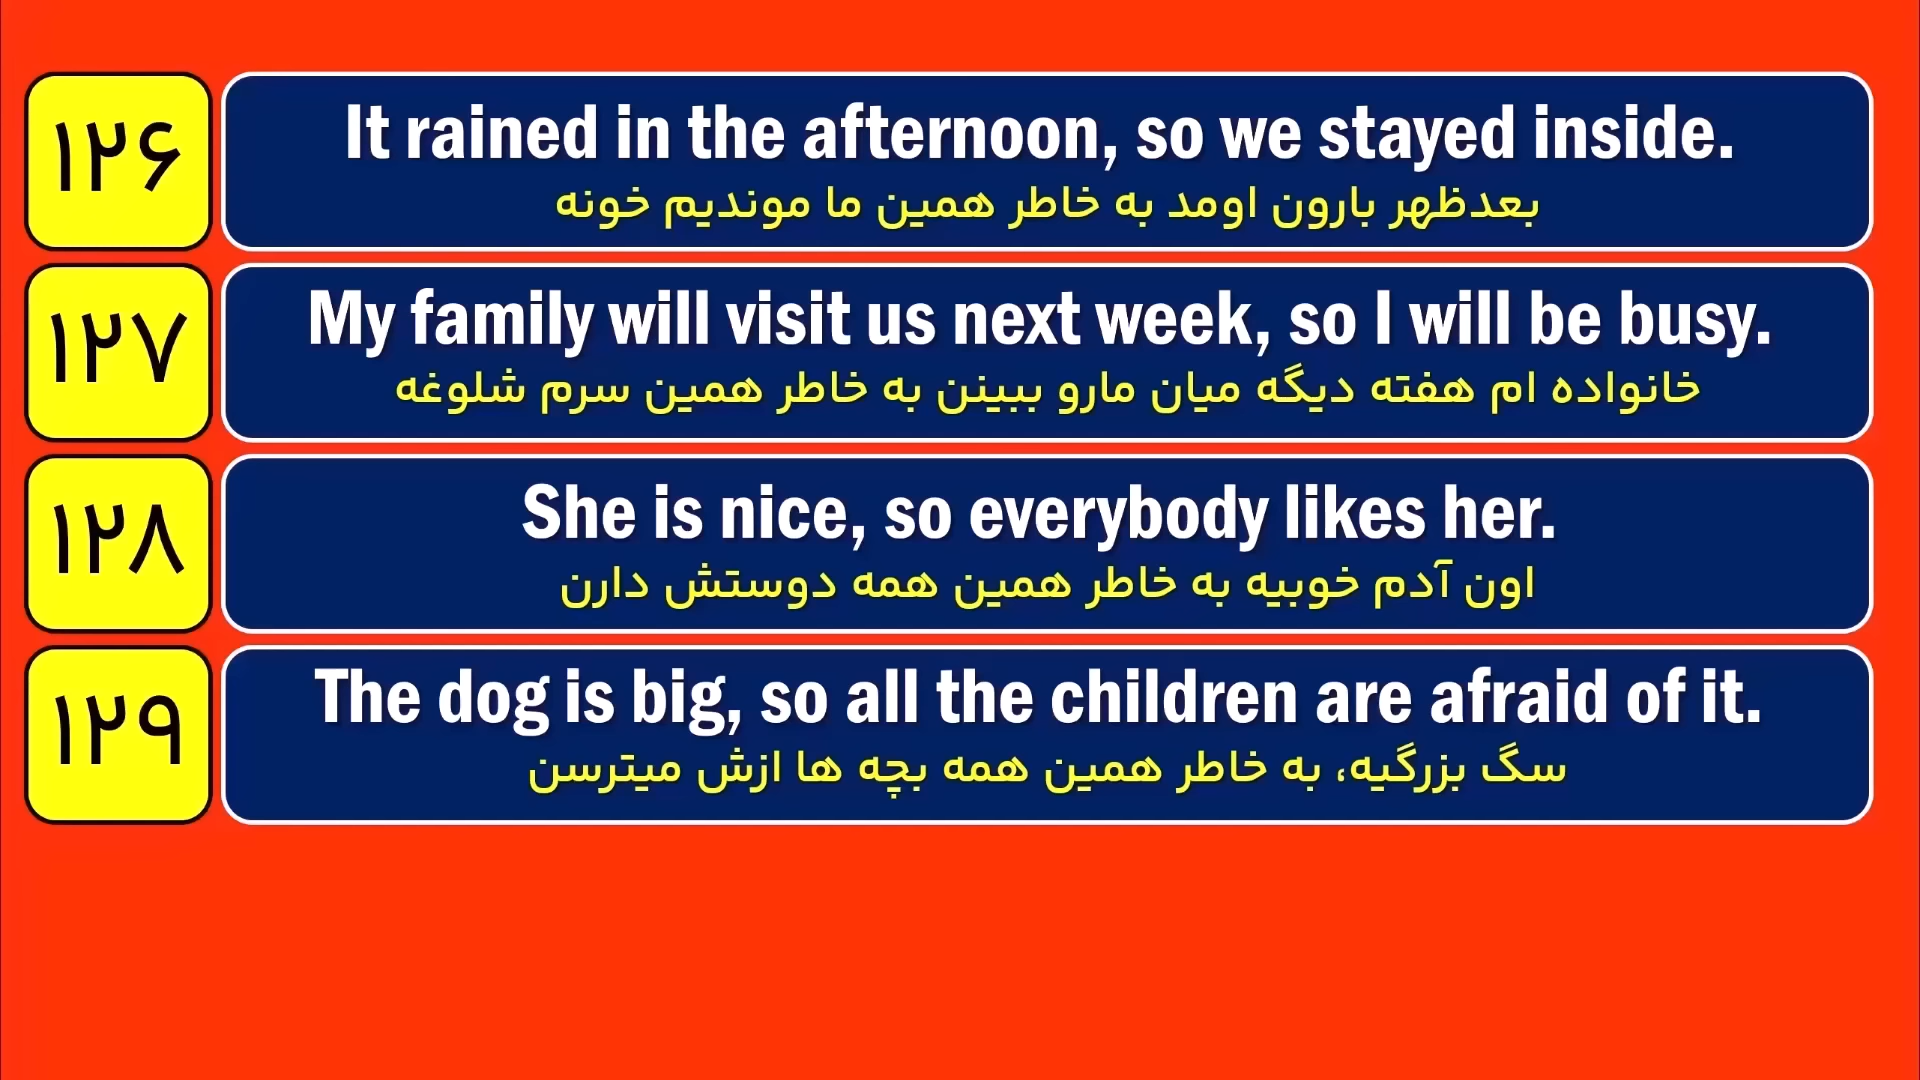 ۱۲۶
It rained in the afternoon, so we stayed inside.
بعدظهر بارون اومد به خاطر همین ما موندیم خونه
۱۲۷
My family will visit us next week, so I will be busy.
خانواده ام هفته دیگه میان مارو ببینن به خاطر همین سرم شلوغه
۱۲۸
She is nice, so everybody likes her.
اون آدم خوبیه به خاطر همین همه دوستش دارن
۱۲۹
The dog is big, so all the children are afraid of it.
سگ بزرگیه، به خاطر همین همه بچه ها ازش میترسن